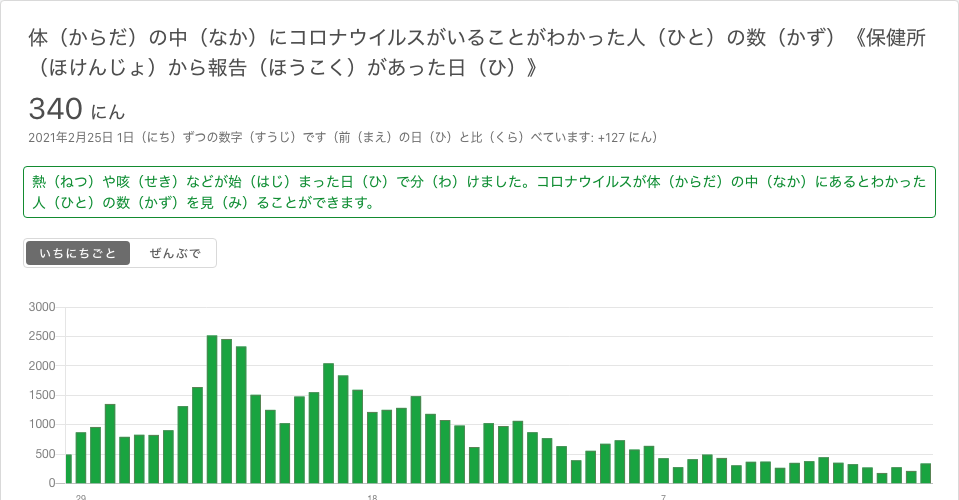 体（からだ）の中（なか）にコロナウイルスがいることがわかった人（ひと）の数（かず）《保健所
（ほけんじょ）から報告（ほうこく）があった日（ひ）》
340 にん
2021年2月25日 1日（にち）ずつの数字（すうじ）です（前（まえ）の日（ひ）と比（くら）べています: +127 にん）
熱（ねつ）や咳（せき）などが始（はじ）まった日（ひ）で分（わ）けました。コロナウイルスが体（からだ）の中（なか）にあるとわかった
人（ひと）の数（かず）を見（み）ることができます。
いちにちごと ぜんぶで
3000
2500
2000
1500
1000
500
0
29 18 7